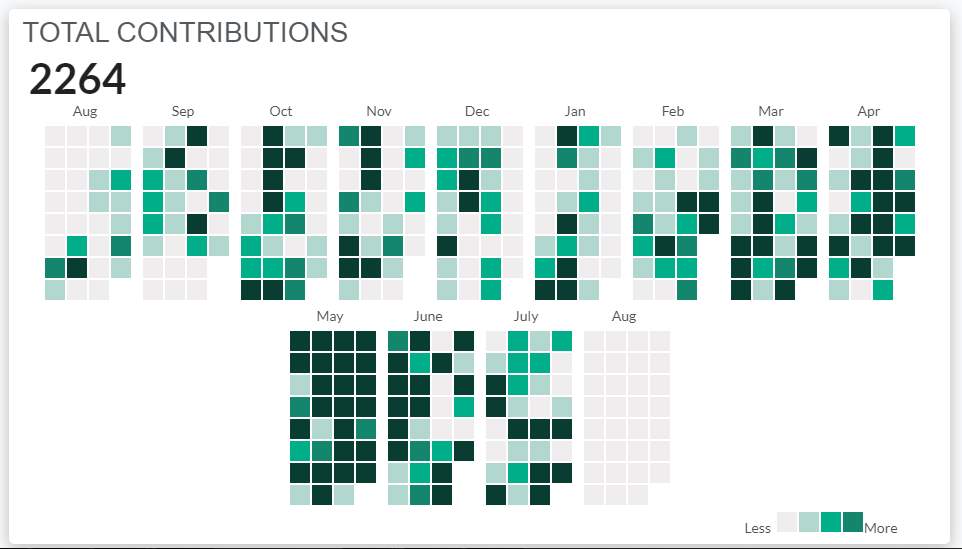 TOTAL CONTRIBUTIONS
2264
Aug Sep Oct Nov Dec Jan Feb Mar Apr
May June July Aug
Less More